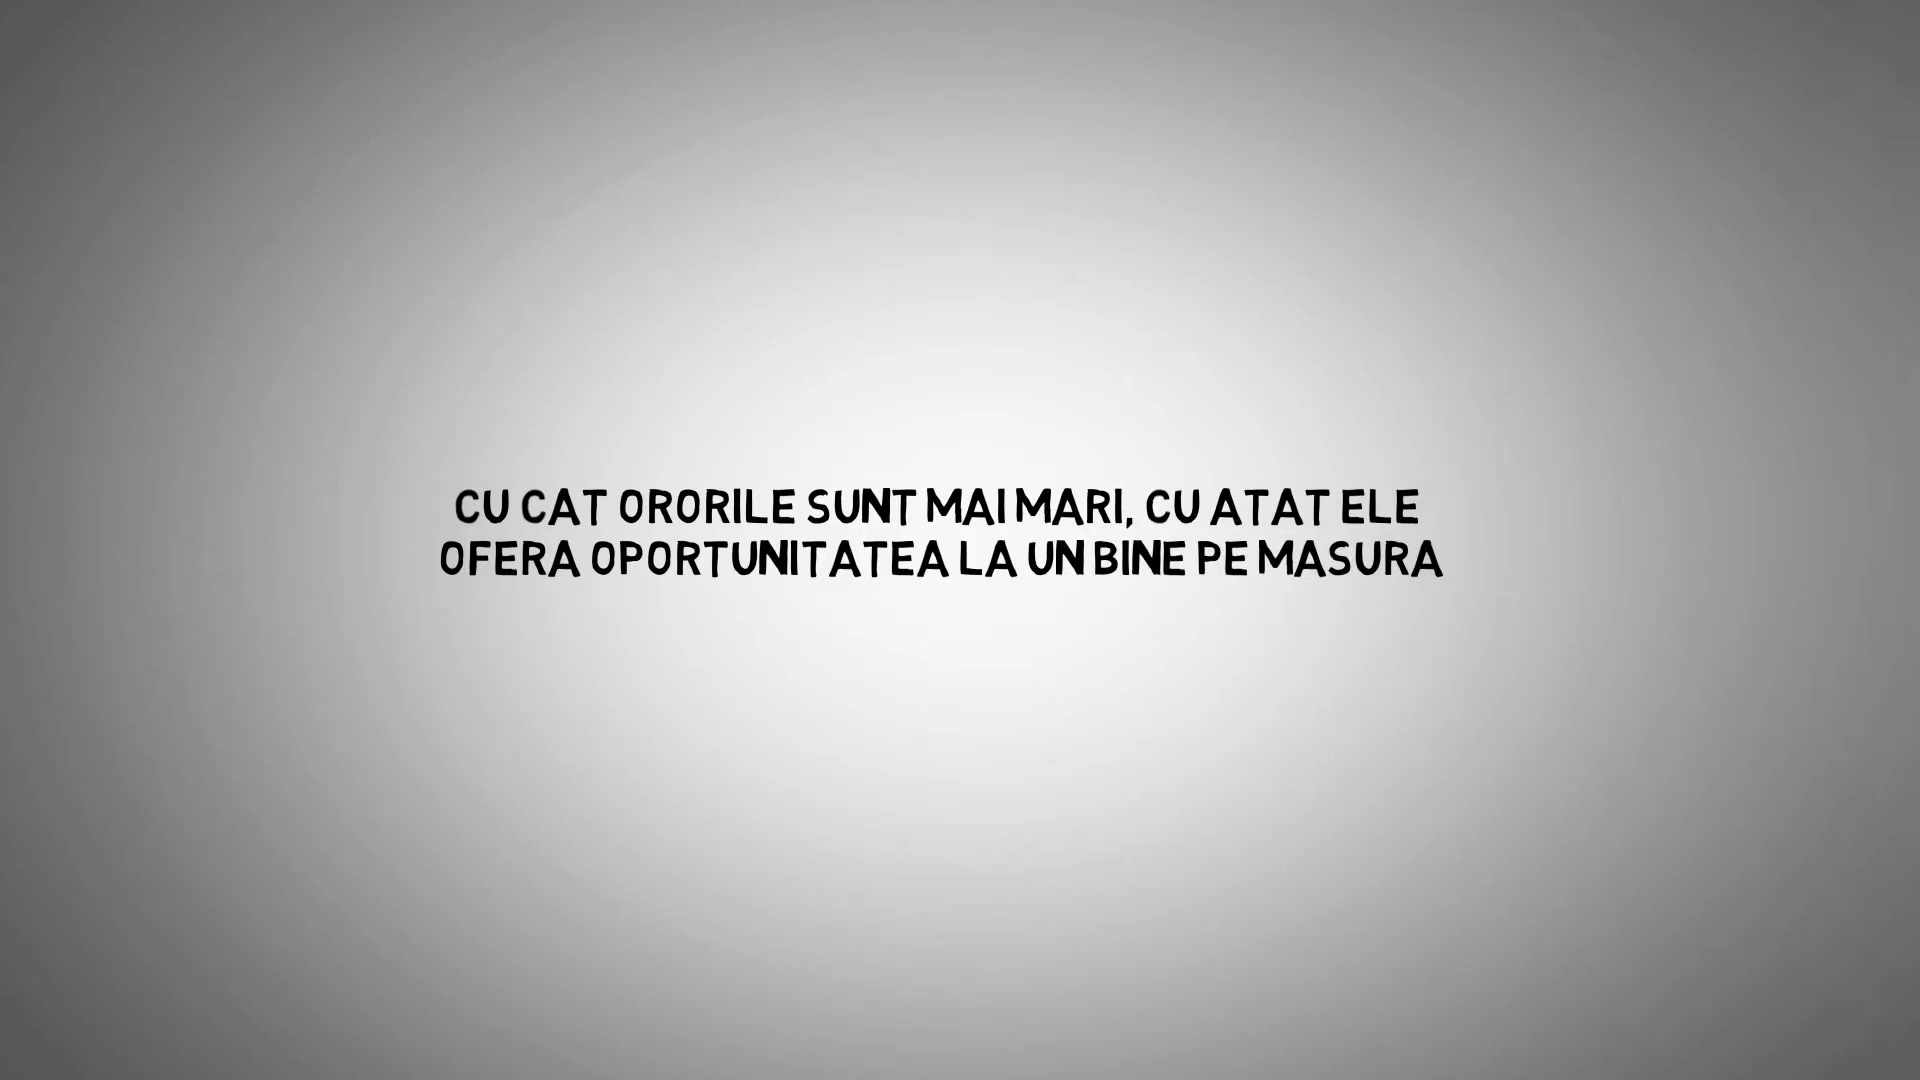 CU CAT ORORILE SUNT MAI MARI, CU ATAT ELE
OFERA OPORTUNITATEA LA UN BINE PE MASURA